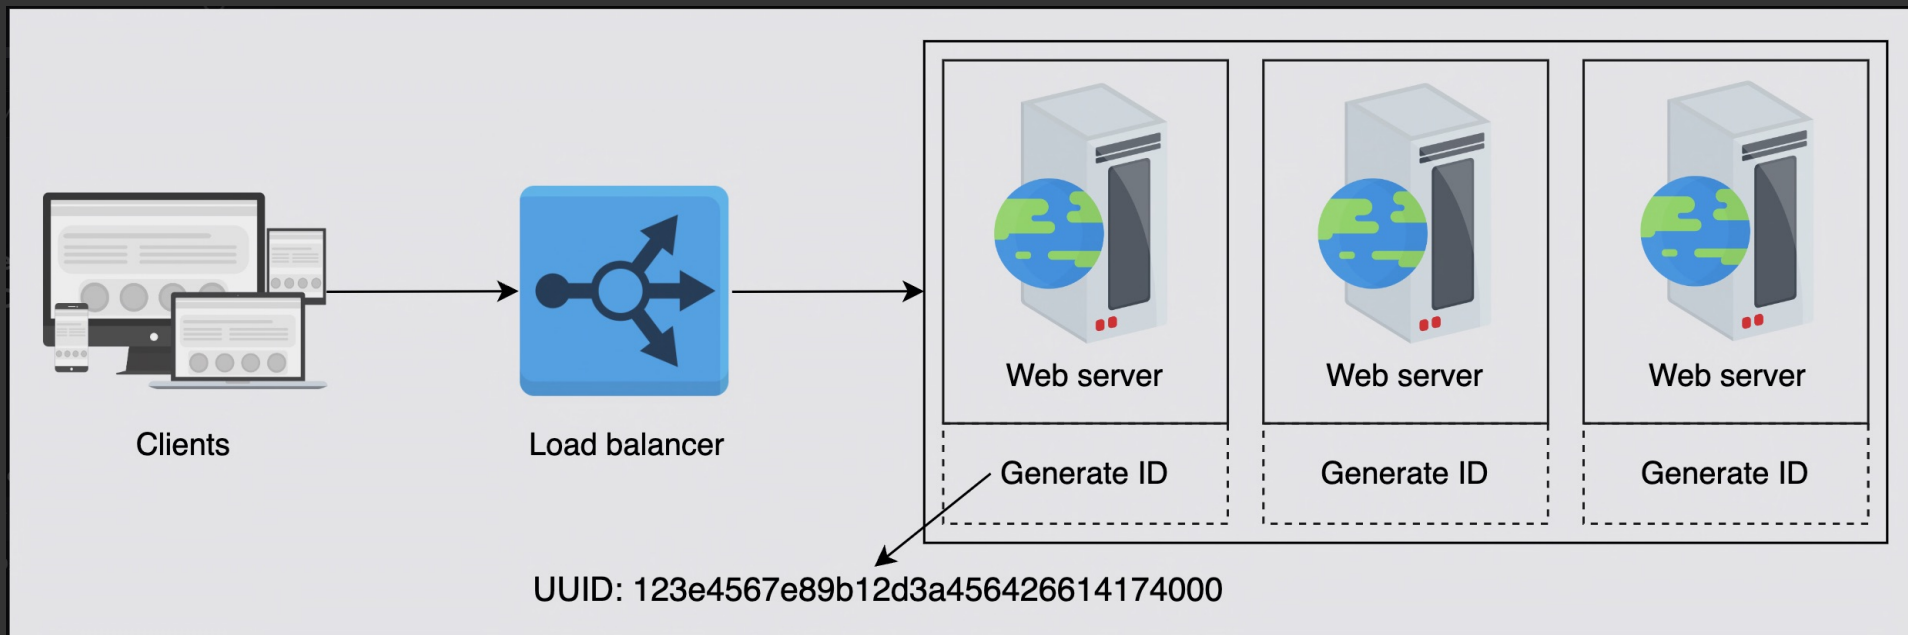 Clients
Load balancer
Web server
Web server
Web server
Generate ID
Generate ID
Generate ID
UUID: 123e4567e89b12d3a456426614174000